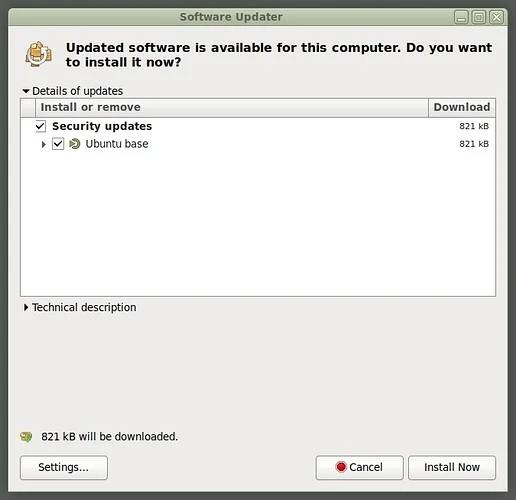 Software Updater
Updated software is available for this computer. Do you want
to install it now?
Details of updates
Install or remove Download
Security updates 821 kB
Ubuntu base 821 kB
Technical description
821 kB will be downloaded.
Settings... Cancel Install Now